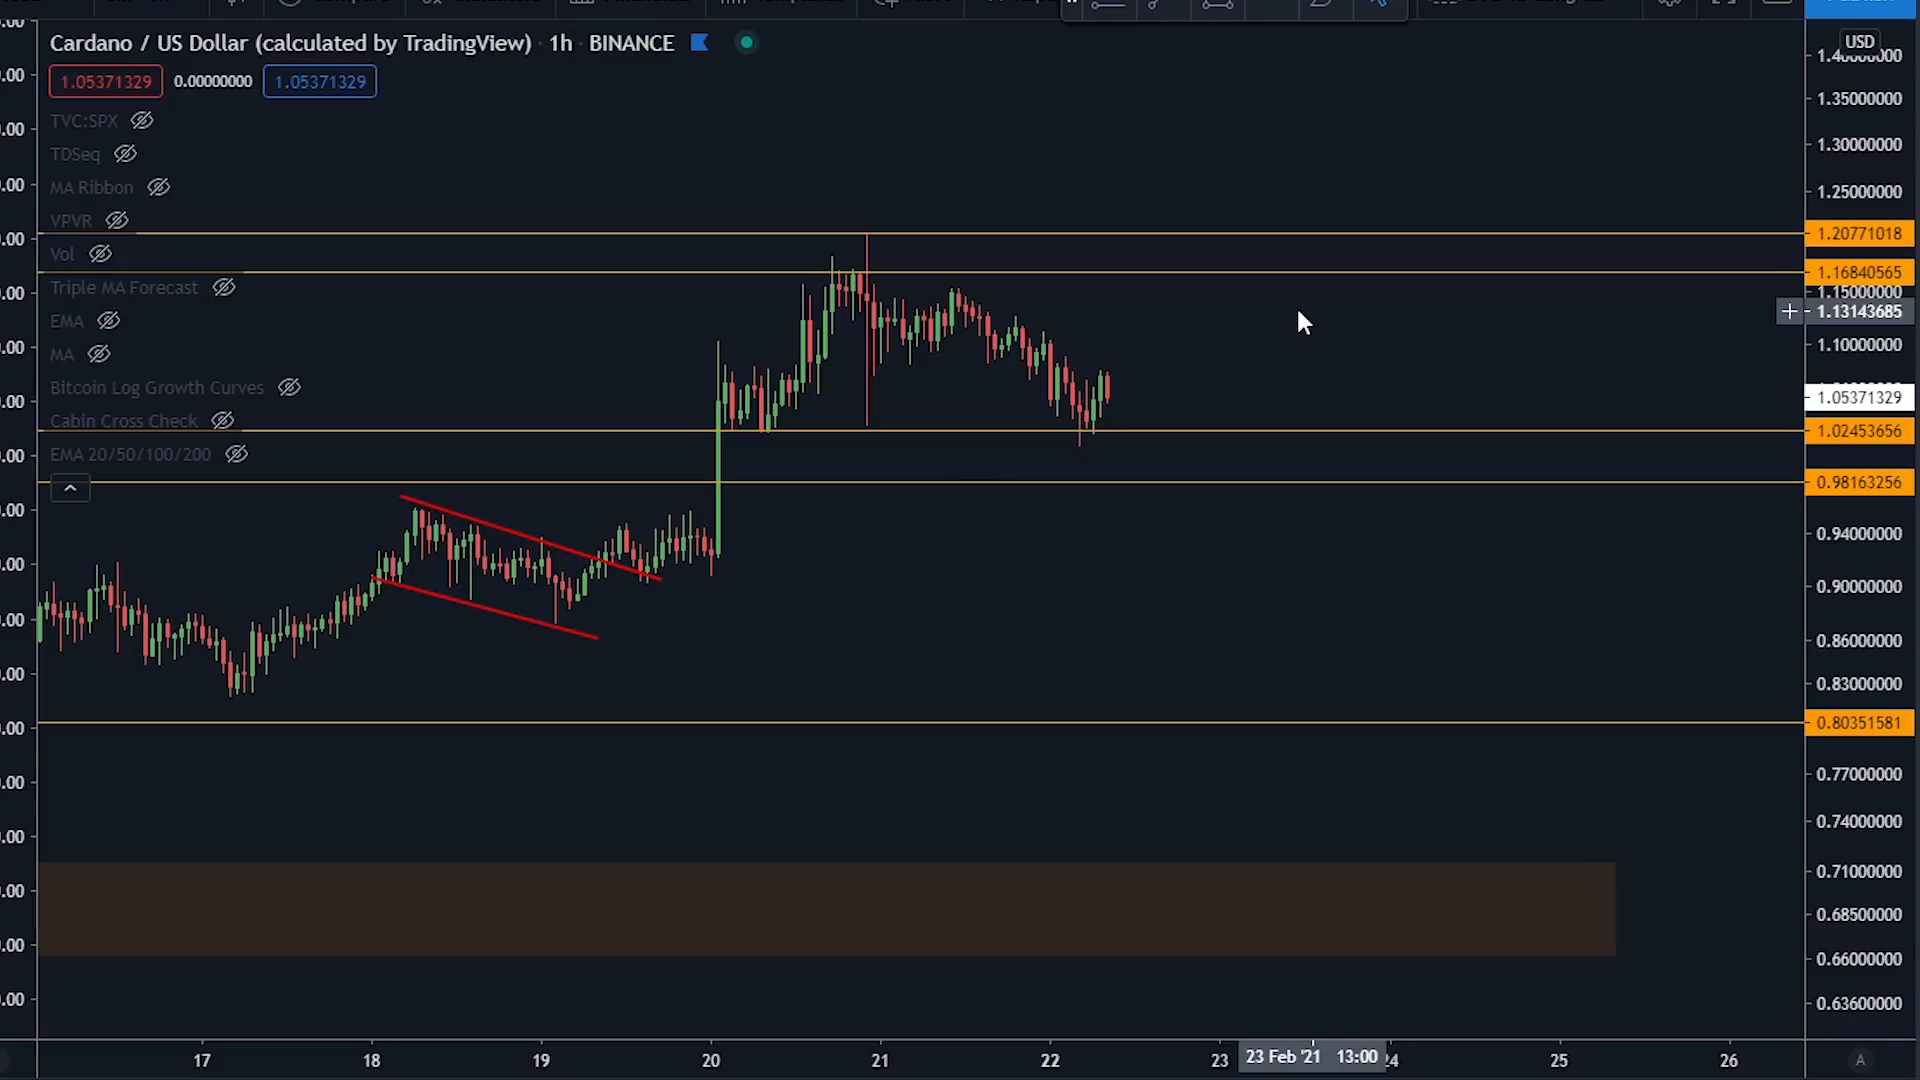 Cardano / US Dollar (calculated by TradingView) · 1h · BINANCE
1.05371329 0.00000000 1.05371329
TVC:SPX
TDSeq
MA Ribbon
VPVR
Vol
Triple MA Forecast
EMA
MA
Bitcoin Log Growth Curves
Cabin Cross Check
EMA 20/50/100/200
USD
1.35000000
1.30000000
1.25000000
1.20771018
1.16840565
1.15000000
1.13143685
1.10000000
1.05371329
1.02453656
0.98163256
0.94000000
0.90000000
0.86000000
0.83000000
0.80351581
0.77000000
0.74000000
0.71000000
0.68500000
0.66000000
0.63600000
17 18 19 20 21 22 23 23 Feb '21 13:00 24 25 26 A